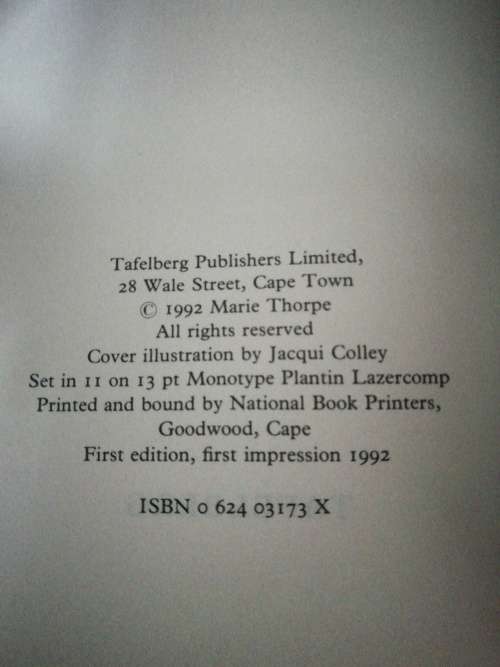 Tafelberg Publishers Limited,
28 Wale Street, Cape Town
© 1992 Marie Thorpe
All rights reserved
Cover illustration by Jacqui Colley
Set in 11 on 13 pt Monotype Plantin Lazercomp
Printed and bound by National Book Printers,
Goodwood, Cape
First edition, first impression 1992
ISBN 0 624 03173 X